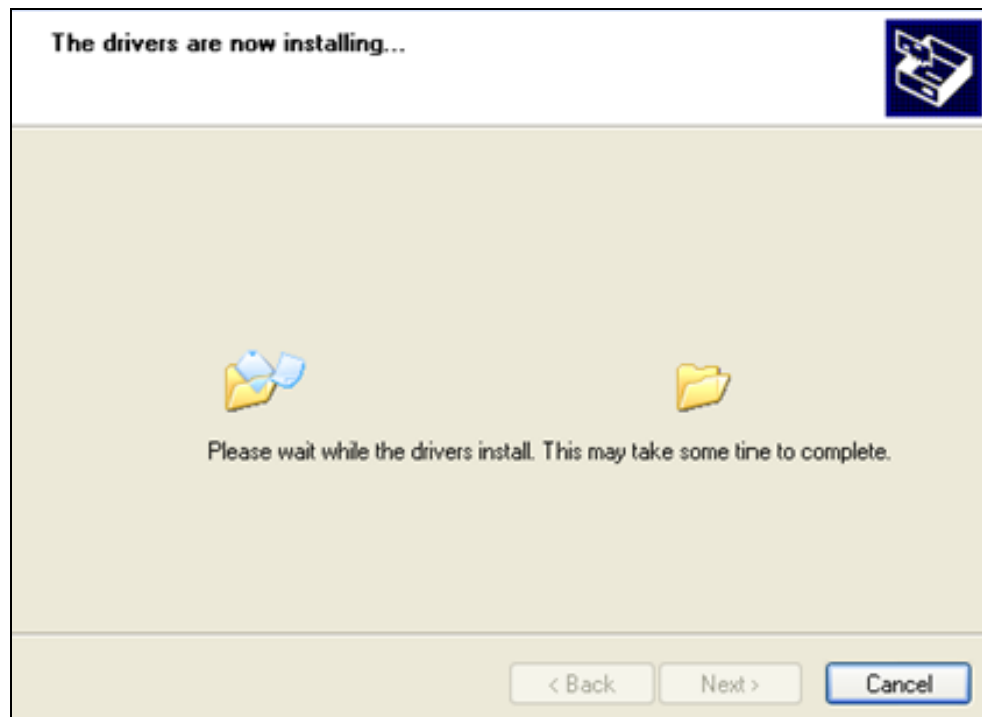 The drivers are now installing...
Please wait while the drivers install. This may take some time to complete.
< Back
Next >
Cancel